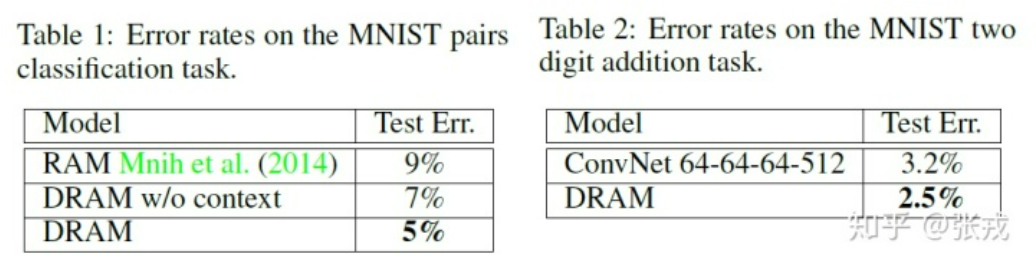 Table 1: Error rates on the MNIST pairs
classification task.
Model Test Err.
RAM Mnih et al. (2014) 9%
DRAM w/o context 7%
DRAM 5%
Table 2: Error rates on the MNIST two
digit addition task.
Model Test Err.
ConvNet 64-64-64-512 3.2%
DRAM 2.5%
知乎 @张戎